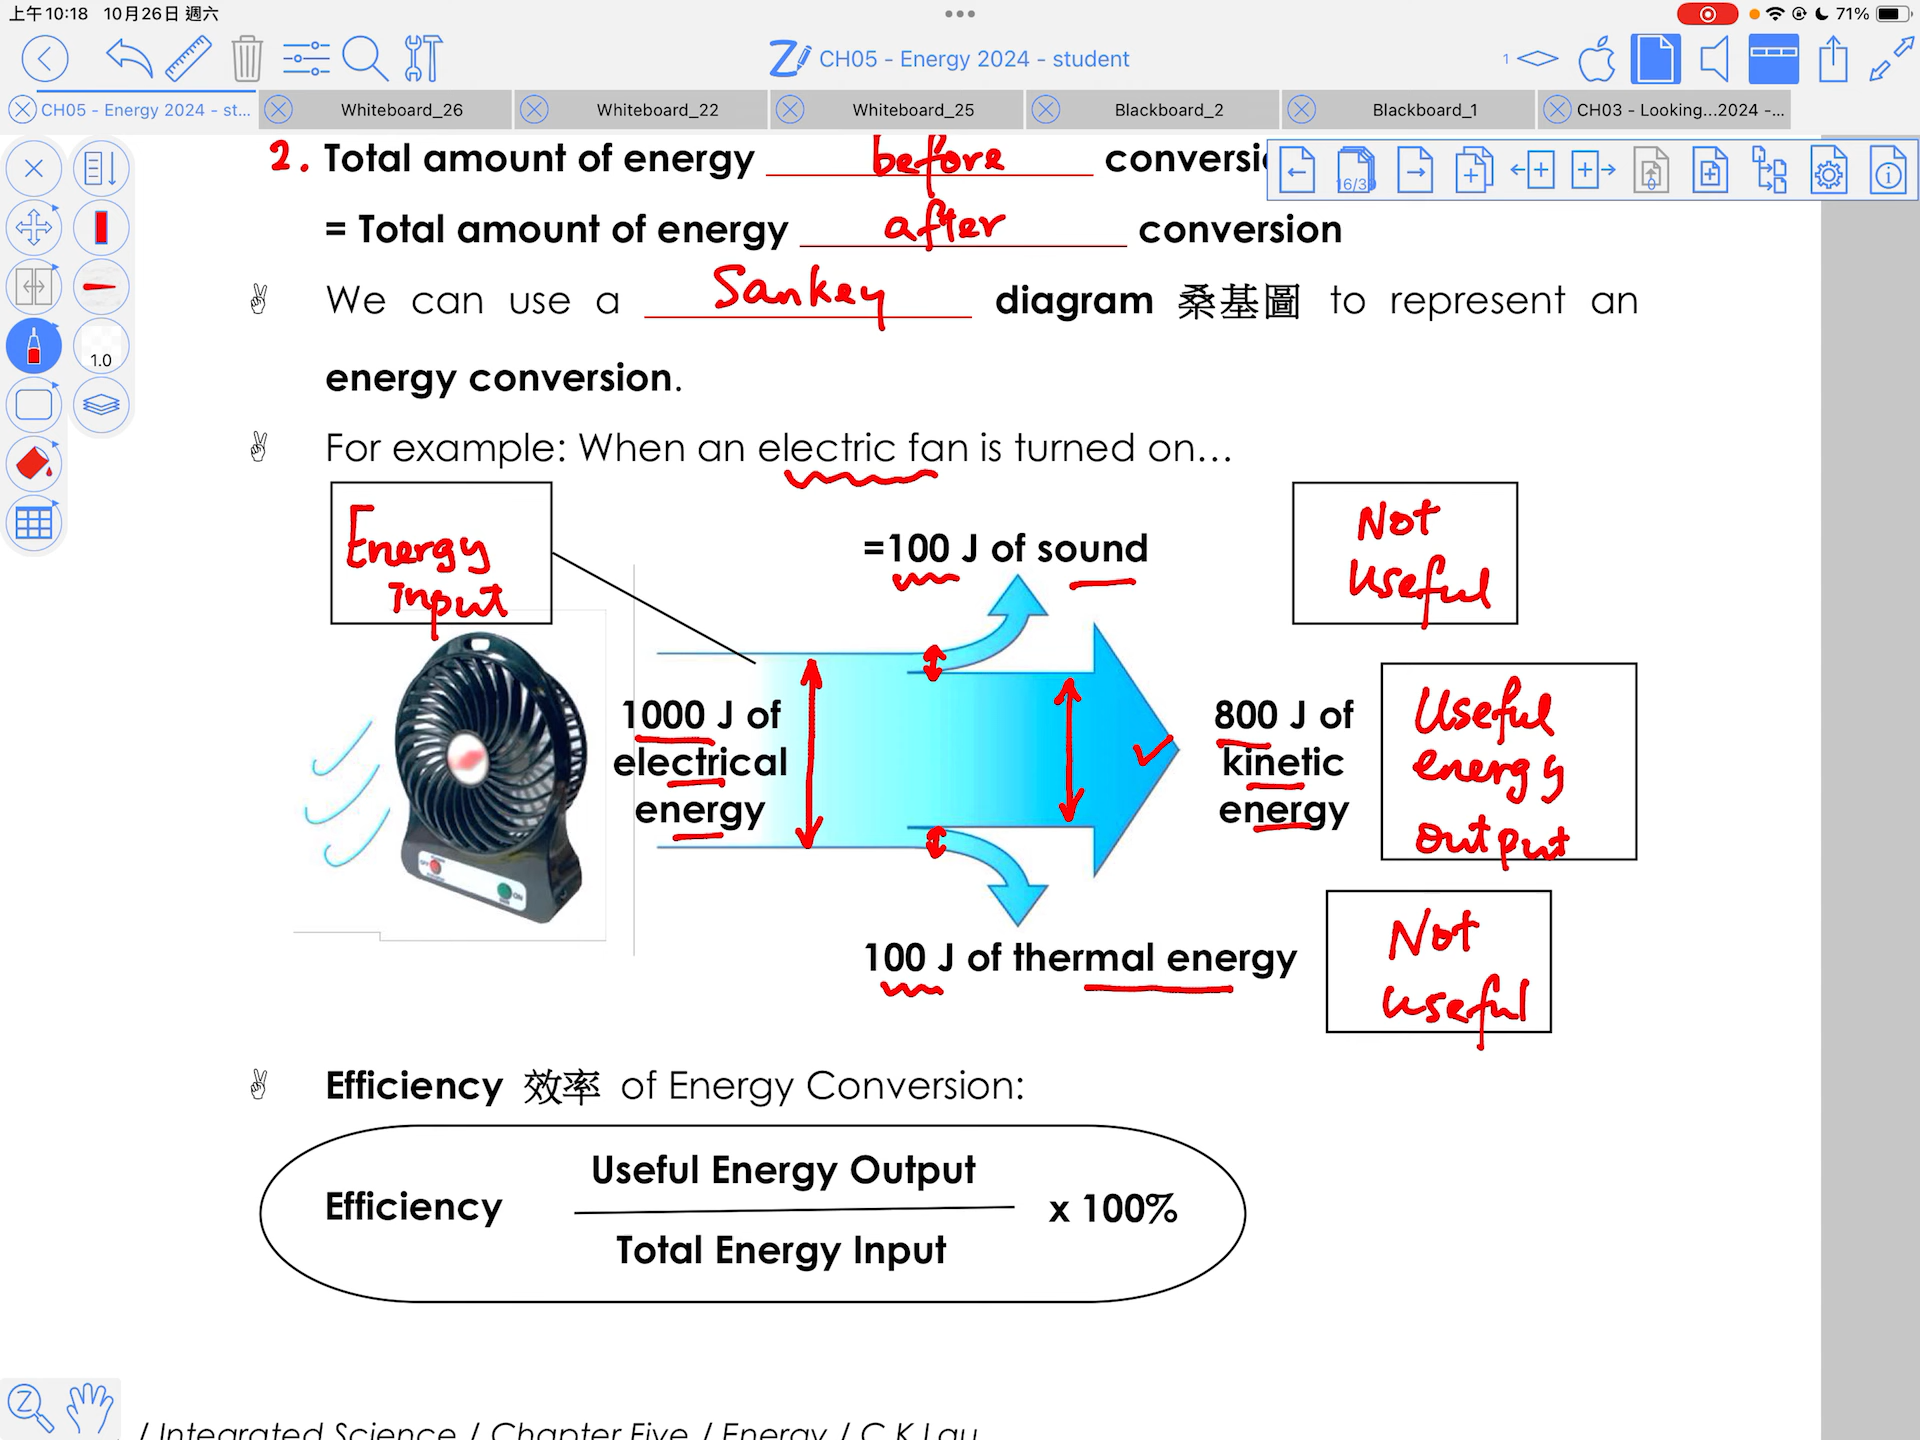 上午10:18 10月26日 週六
71%
CH05 - Energy 2024 - student
1
CH05 - Energy 2024 - st...
Whiteboard_26
Whiteboard_22
Whiteboard_25
Blackboard_2
Blackboard_1
CH03 - Looking...2024 -...
2. Total amount of energy before
= Total amount of energy after conversion
We can use a Sankey diagram 桑基圖 to represent an
energy conversion.
1.0
For example: When an electric fan is turned on...
Energy
Input
=100 J of sound
Not
Useful
1000 J of
electrical
energy
800 J of
kinetic
energy
Useful
energy
output
100 J of thermal energy
Not
useful
Efficiency 效率 of Energy Conversion:
Efficiency
Useful Energy Output
Total Energy Input
x 100%
/ Integrated Science / Chapter Five / Energy / C K Lau